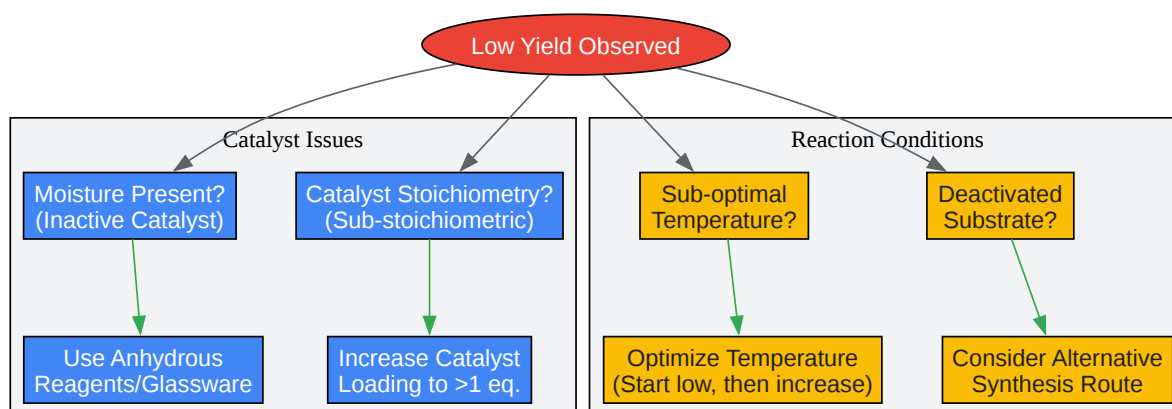 Low Yield Observed
Catalyst Issues
Reaction Conditions
Moisture Present?
(Inactive Catalyst)
Catalyst Stoichiometry?
(Sub-stoichiometric)
Sub-optimal
Temperature?
Deactivated
Substrate?
Use Anhydrous
Reagents/Glassware
Increase Catalyst
Loading to >1 eq.
Optimize Temperature
(Start low, then increase)
Consider Alternative
Synthesis Route